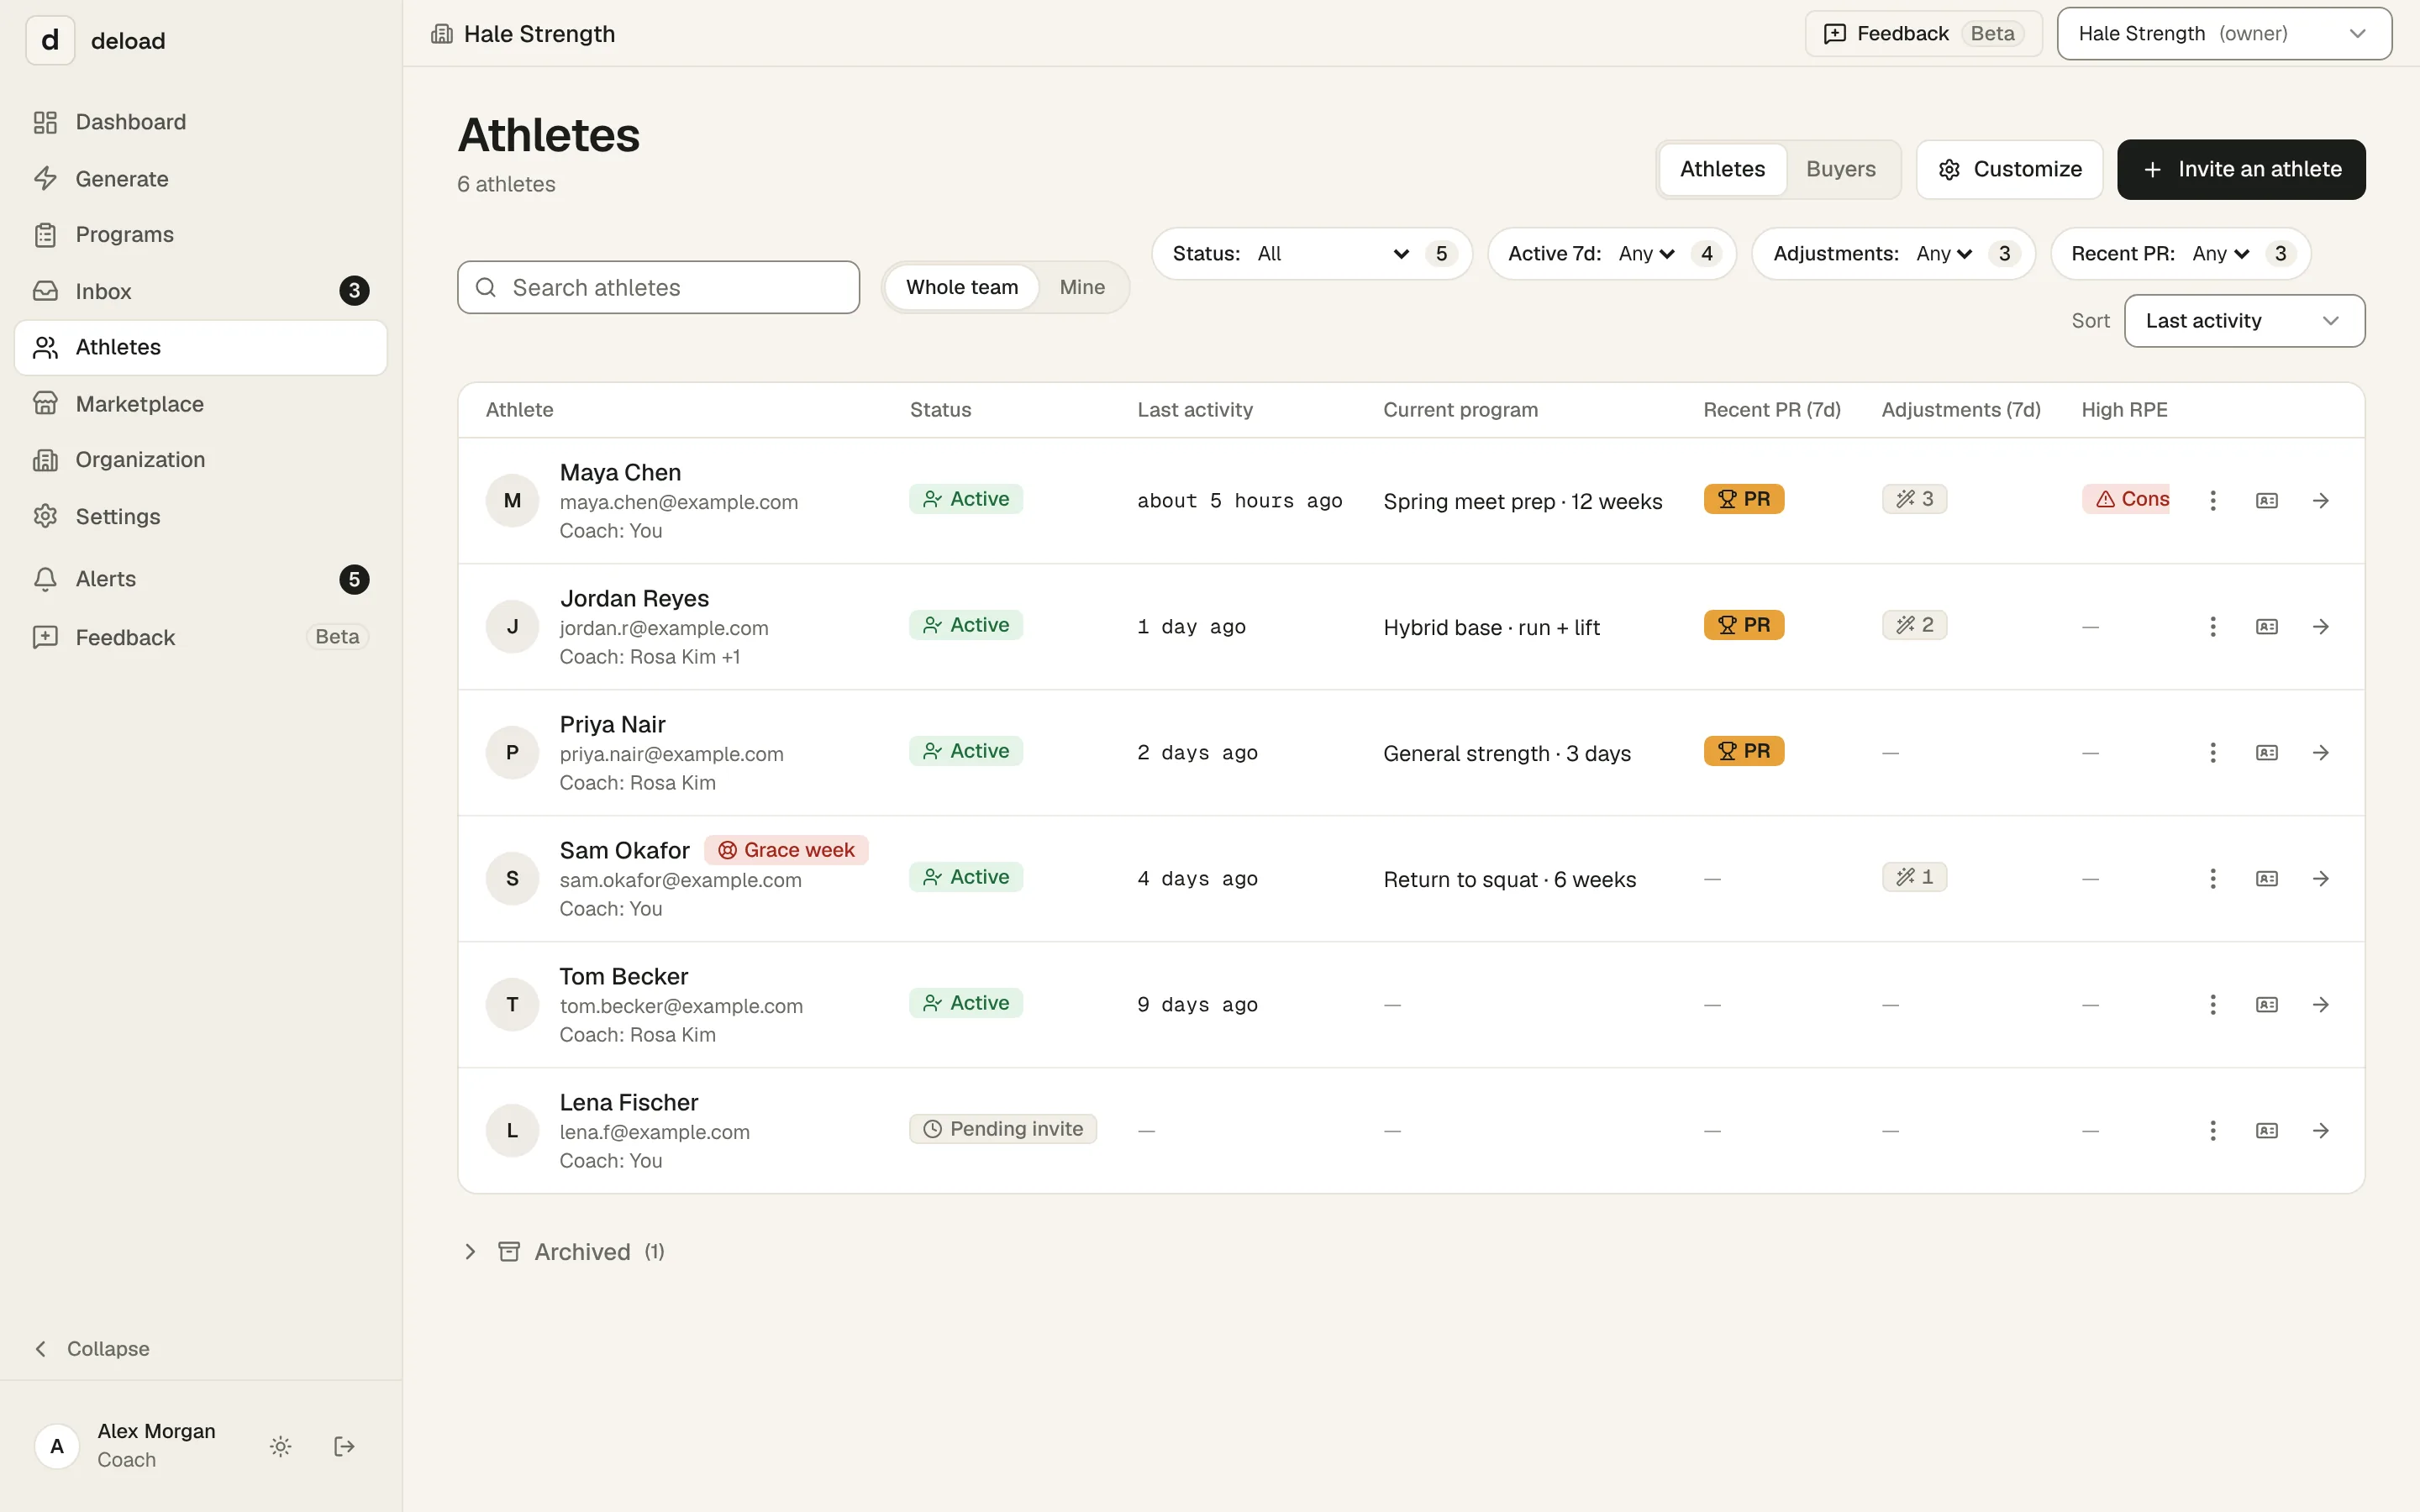 d deload
Dashboard
Generate
Programs
Inbox 3
Athletes
Marketplace
Organization
Settings
Alerts 5
Feedback Beta
Collapse
A Alex Morgan
Coach
Hale Strength
Feedback Beta
Hale Strength (owner)
Athletes
6 athletes
Athletes Buyers
Customize
+ Invite an athlete
Search athletes
Whole team Mine
Status: All 5
Active 7d: Any 4
Adjustments: Any 3
Recent PR: Any 3
Sort Last activity
Athlete Status Last activity Current program Recent PR (7d) Adjustments (7d) High RPE
M Maya Chen
maya.chen@example.com
Coach: You
Active about 5 hours ago Spring meet prep · 12 weeks PR 3 Cons
J Jordan Reyes
jordan.r@example.com
Coach: Rosa Kim +1
Active 1 day ago Hybrid base · run + lift PR 2 —
P Priya Nair
priya.nair@example.com
Coach: Rosa Kim
Active 2 days ago General strength · 3 days PR — —
S Sam Okafor Grace week
sam.okafor@example.com
Coach: You
Active 4 days ago Return to squat · 6 weeks — 1 —
T Tom Becker
tom.becker@example.com
Coach: Rosa Kim
Active 9 days ago — — — —
L Lena Fischer
lena.f@example.com
Coach: You
Pending invite — — — — —
Archived (1)